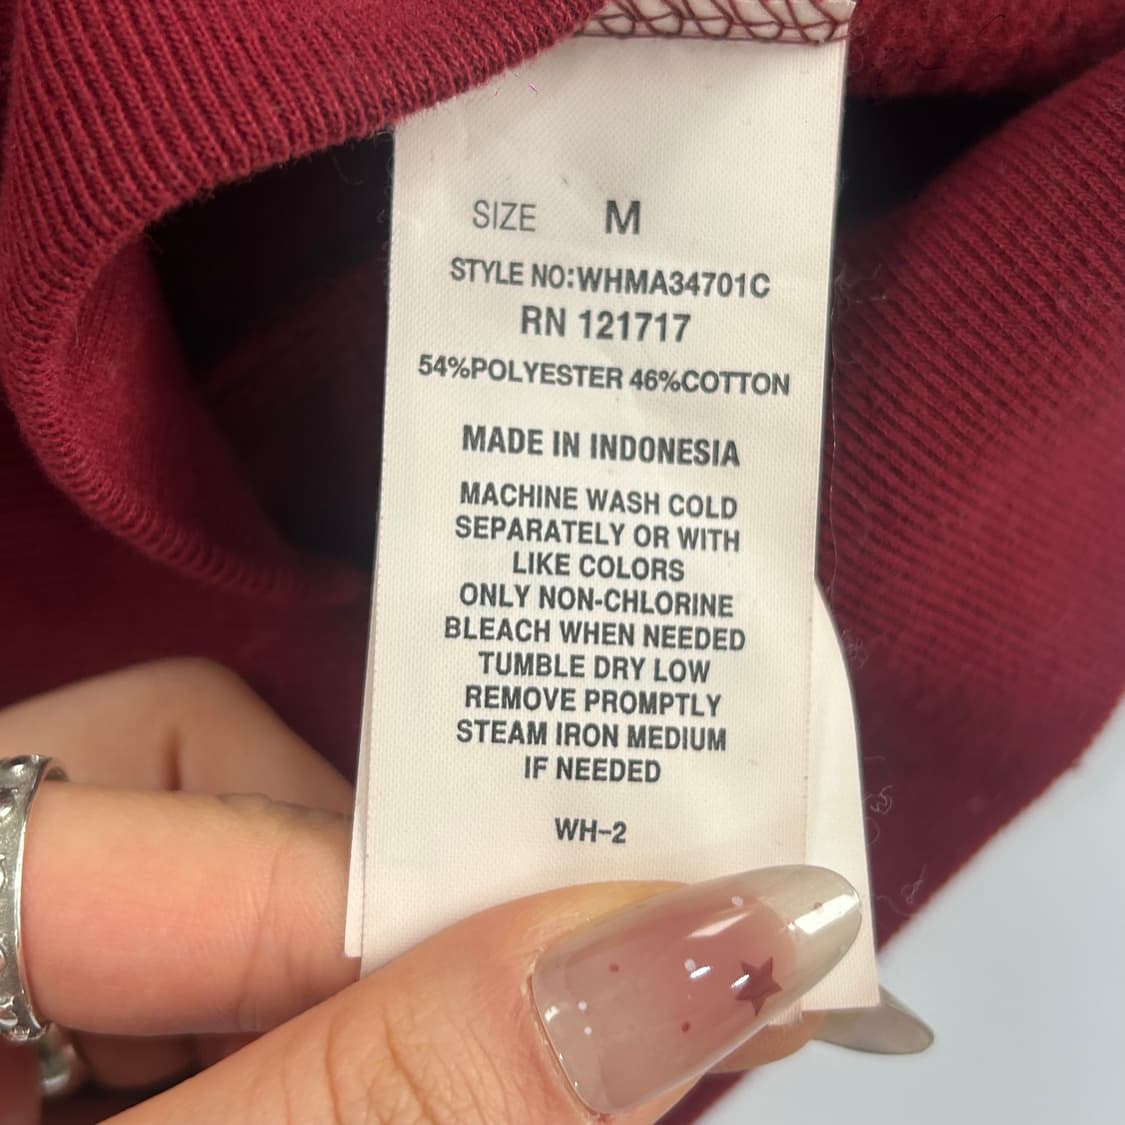 SIZE M
STYLE NO:WHMA34701C
RN 121717
54%POLYESTER 46%COTTON
MADE IN INDONESIA
MACHINE WASH COLD
SEPARATELY OR WITH
LIKE COLORS
ONLY NON-CHLORINE
BLEACH WHEN NEEDED
TUMBLE DRY LOW
REMOVE PROMPTLY
STEAM IRON MEDIUM
IF NEEDED
WH-2